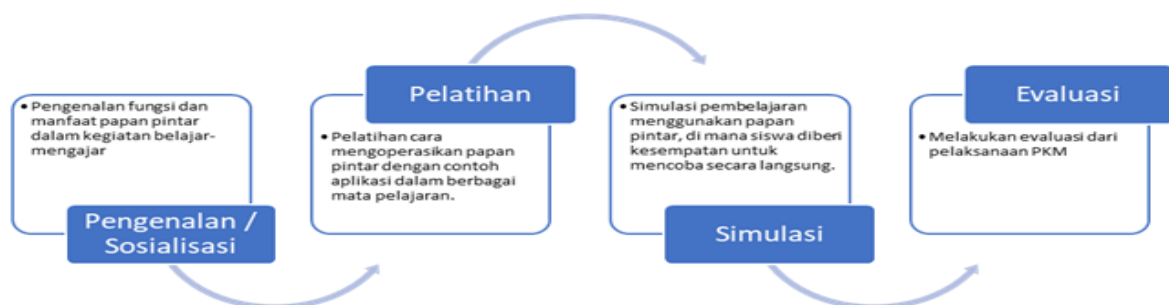 • Pengenalan fungsi dan
manfaat papan pintar
dalam kegiatan belajar-
mengajar
Pengenalan /
Sosialisasi
Pelatihan
• Pelatihan cara
mengoperasikan papan
pintar dengan contoh
aplikasi dalam berbagai
mata pelajaran.
• Simulasi pembelajaran
menggunakan papan
pintar, di mana siswa diberi
kesempatan untuk
mencoba secara langsung.
Simulasi
Evaluasi
• Melakukan evaluasi dari
pelaksanaan PKM